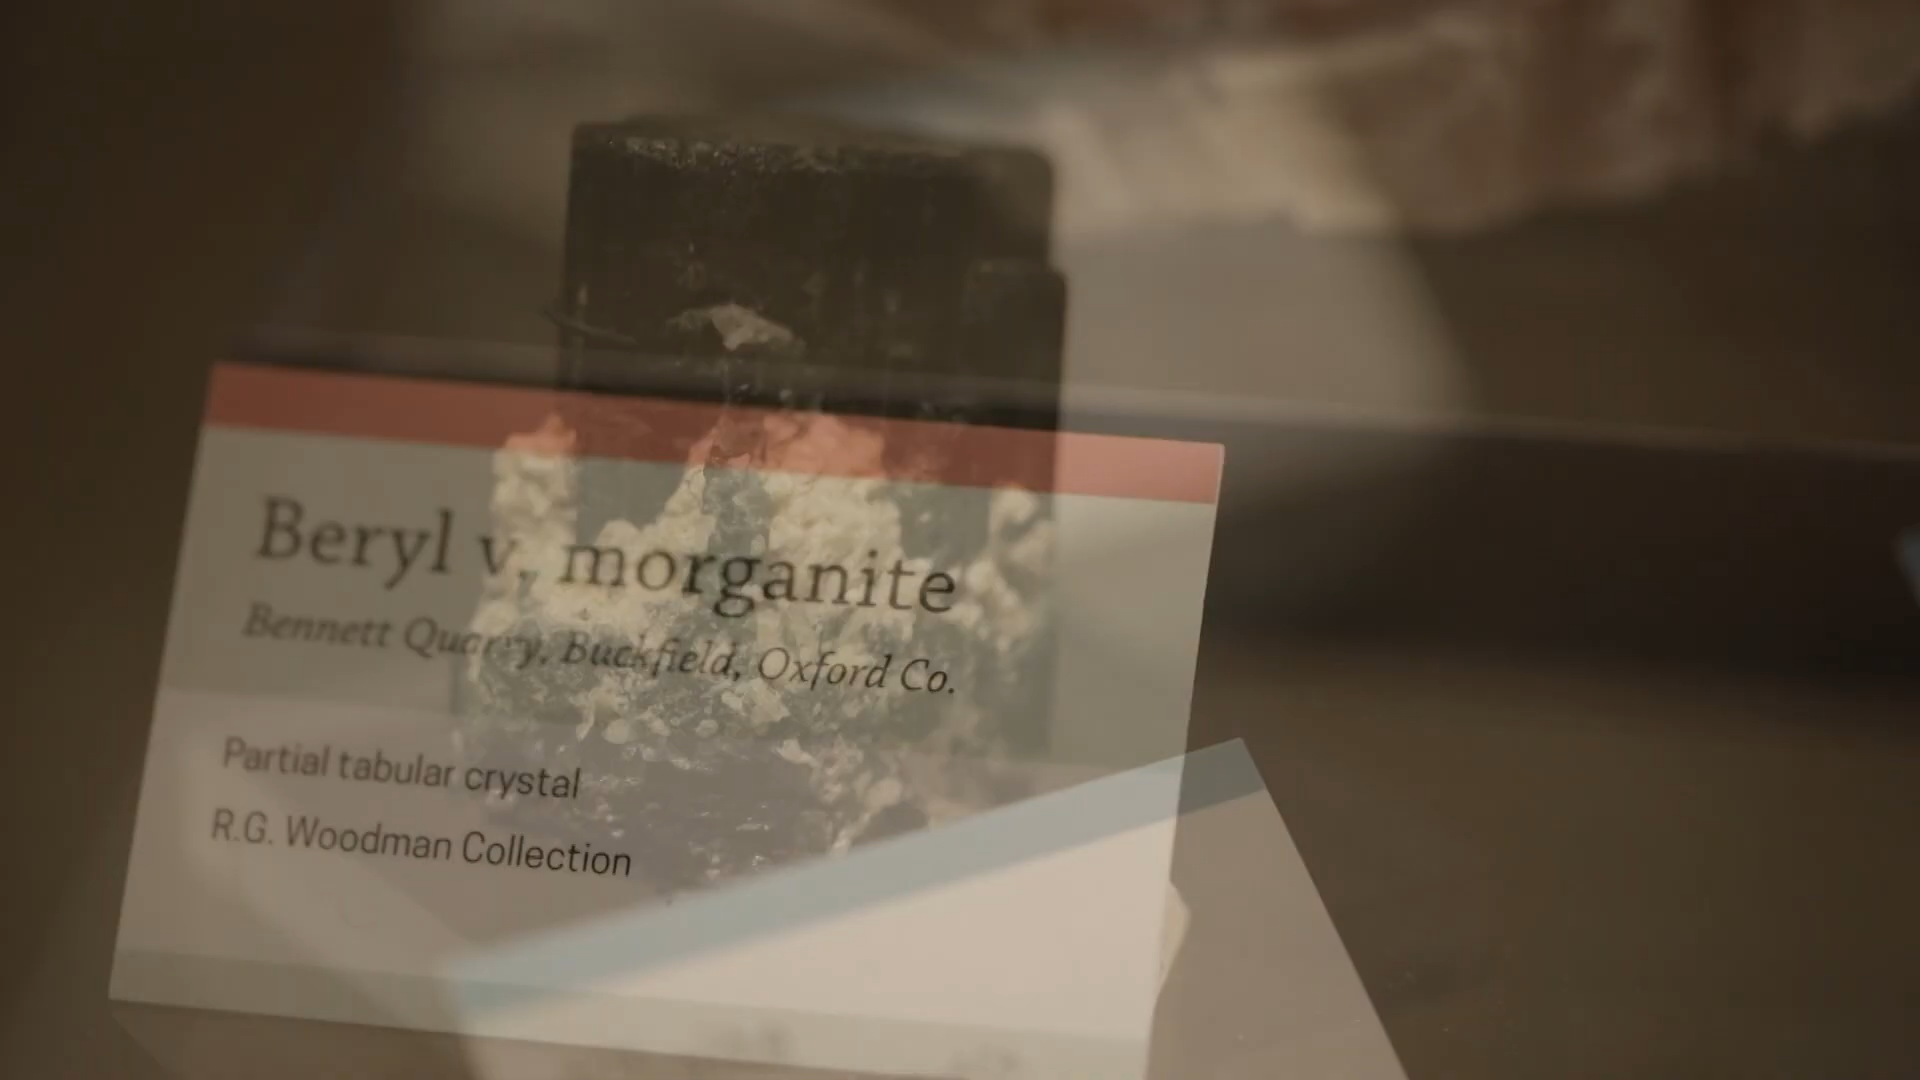 Beryl v. morganite
Bennett Quarry, Buckfield, Oxford Co.
Partial tabular crystal
R.G. Woodman Collection